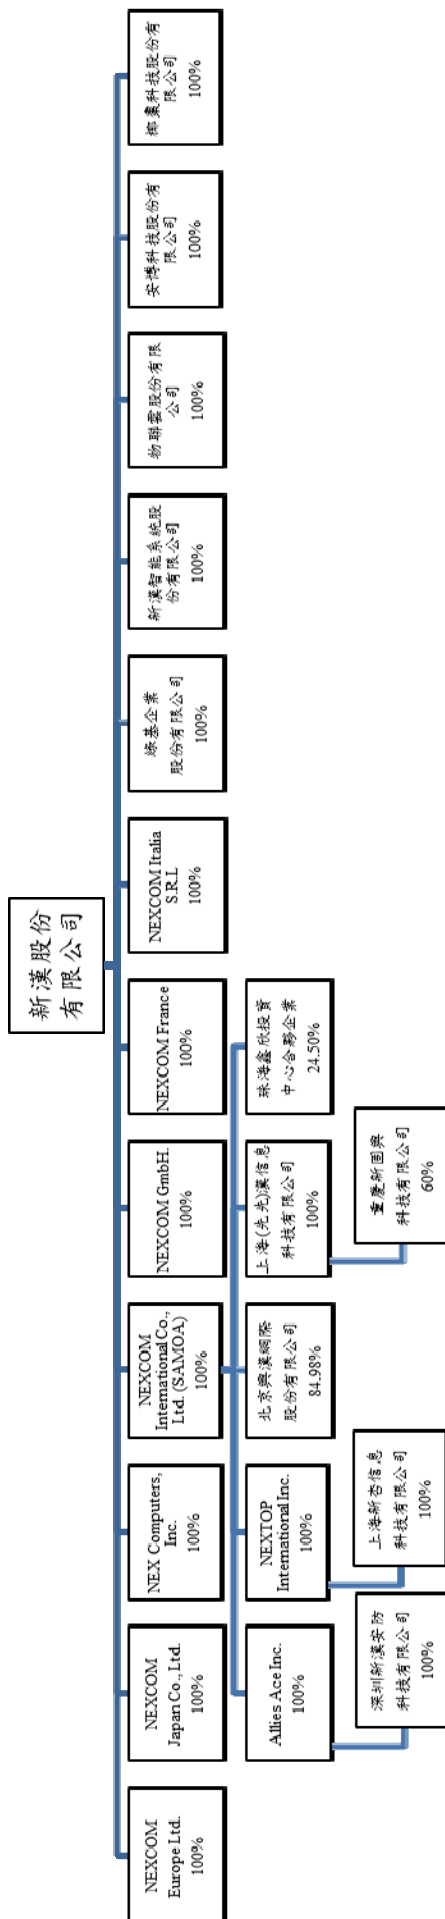 新漢股份
有限公司
NEXCOM
Europe Ltd.
100%
NEXCOM
Japan Co., Ltd.
100%
NEX Computers,
Inc.
100%
NEXCOM
International Co.,
Ltd. (SAMOA)
100%
NEXCOM GmbH.
100%
NEXCOM France
100%
NEXCOM Italia
S.R.L
100%
綠基企業
股份有限公司
100%
新漢智能系統股
份有限公司
100%
物聯雲股份有限
公司
100%
安博科技股份有
限公司
100%
椰棗科技股份有
限公司
100%
Allies Ace Inc.
100%
NEXTOP
International Inc.
100%
北京興漢網際
股份有限公司
84.98%
上海(先先)漢信息
科技有限公司
100%
珠海鑫欣投資
中心合夥企業
24.50%
深圳新漢安防
科技有限公司
100%
上海新杏信息
科技有限公司
100%
重慶新固興
科技有限公司
60%